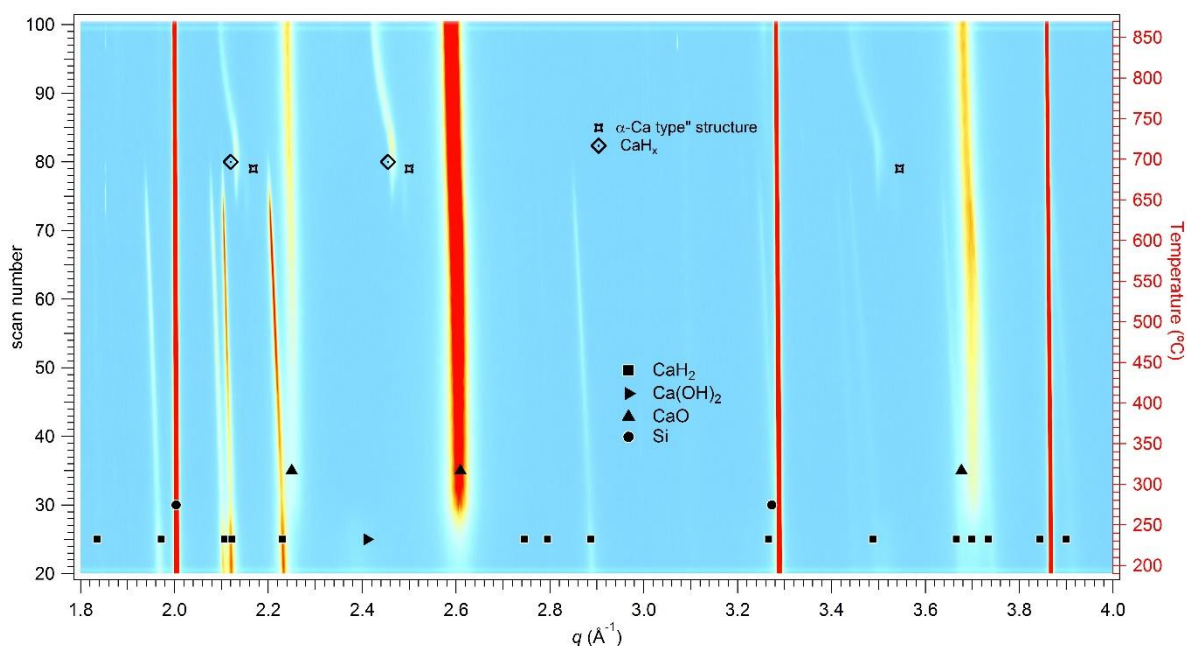 100
90
80
70
60
50
40
30
20
scan number
α-Ca type" structure
CaHₓ
CaH₂
Ca(OH)₂
CaO
Si
850
800
750
700
650
600
550
500
450
400
350
300
250
200
Temperature (ºC)
1.8 2.0 2.2 2.4 2.6 2.8 3.0 3.2 3.4 3.6 3.8 4.0
q (Å⁻¹)